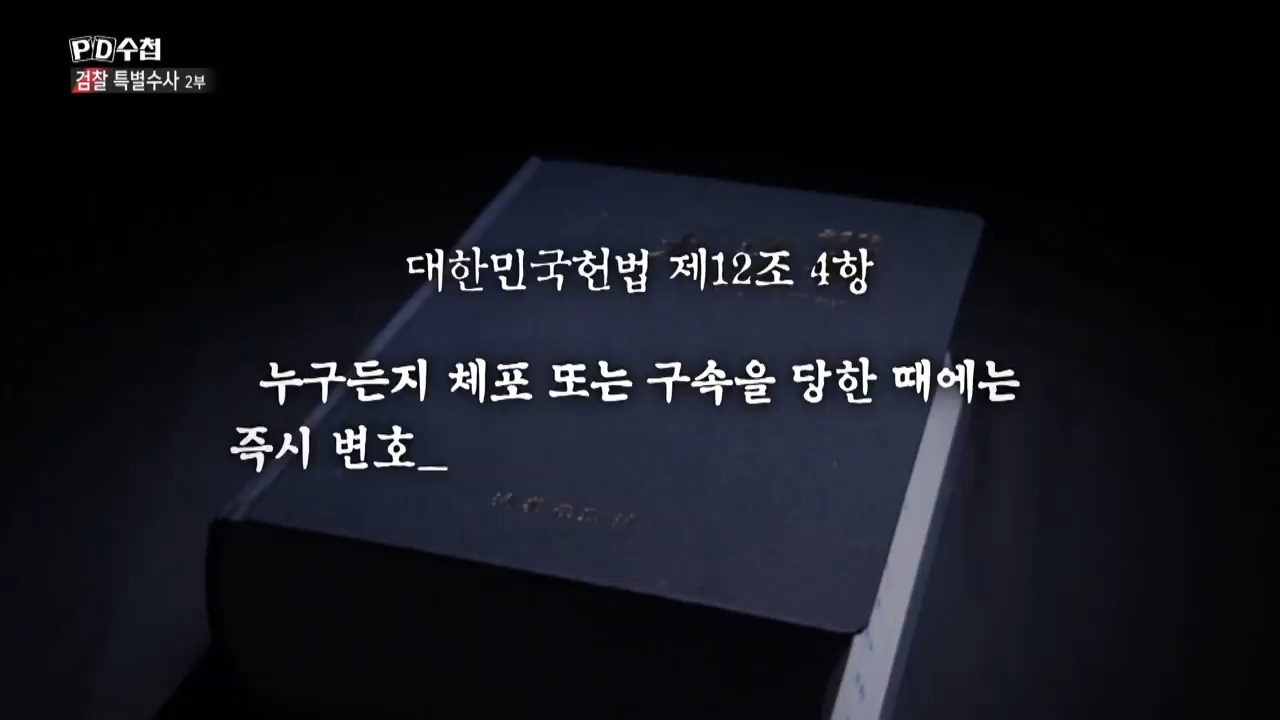 PD수첩
검찰 특별수사 2부
대한민국헌법 제12조 4항
누구든지 체포 또는 구속을 당한 때에는
즉시 변호_